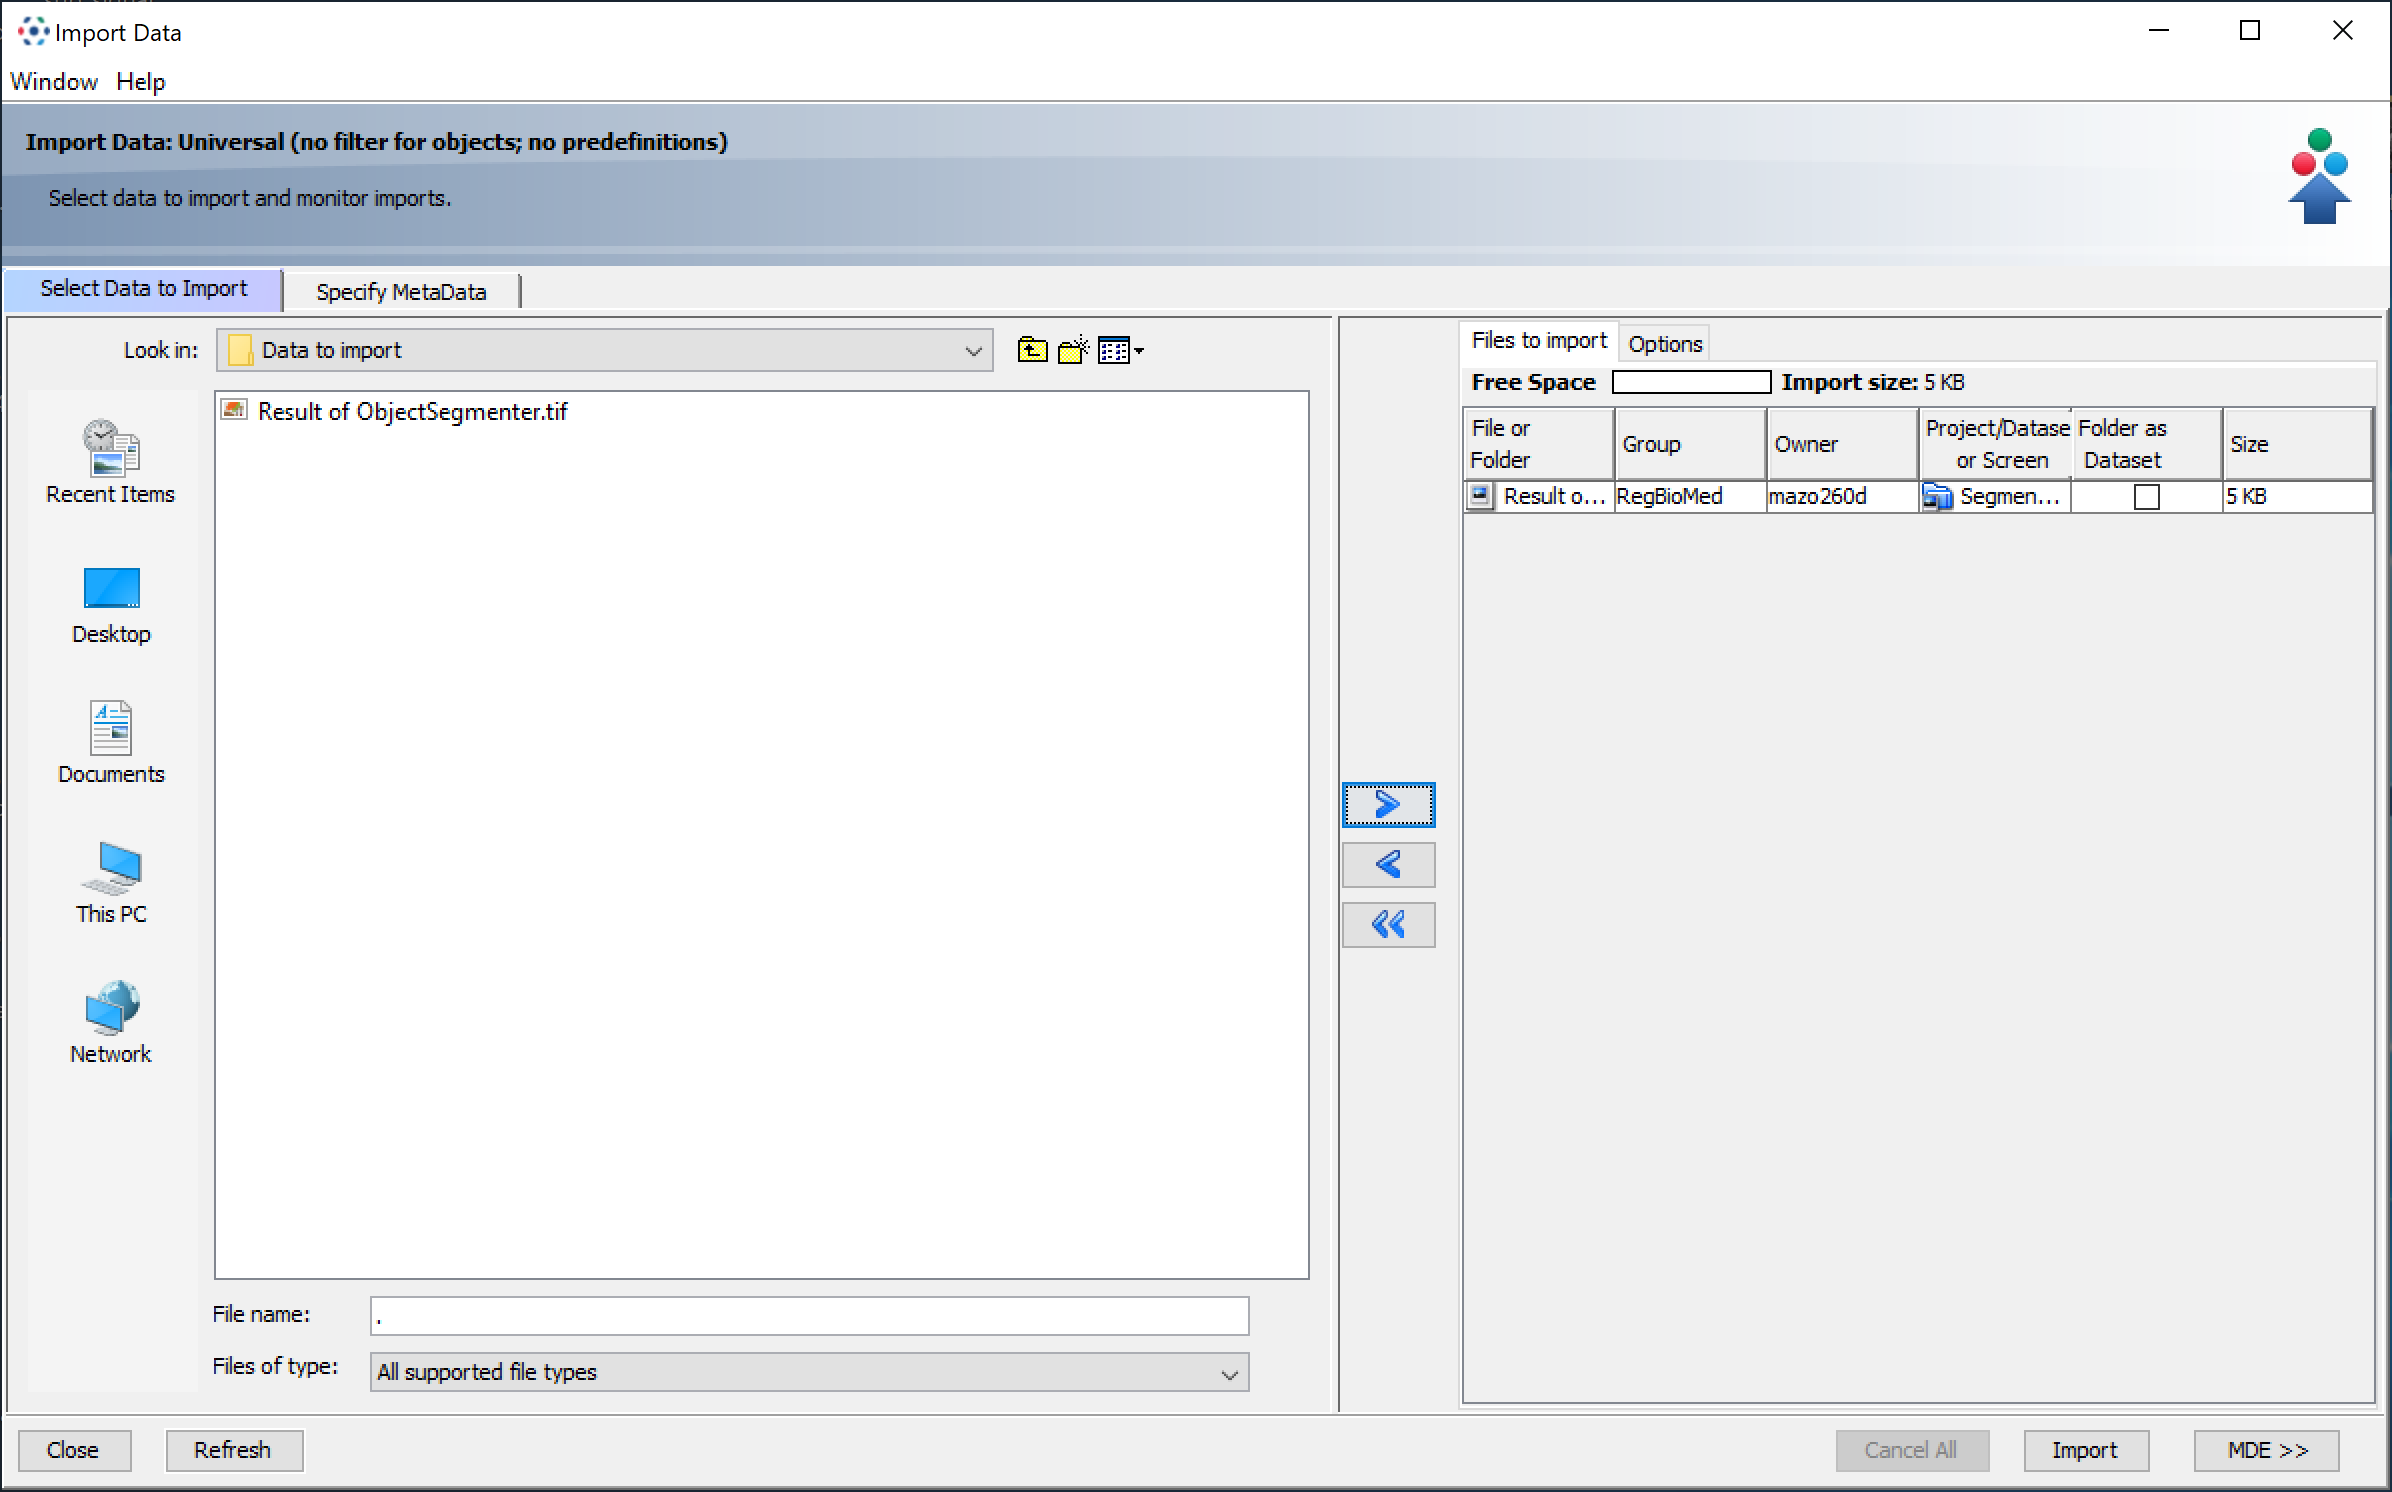 Import Data
Window Help
Import Data: Universal (no filter for objects; no predefinitions)
Select data to import and monitor imports.
Select Data to Import
Specify MetaData
Look in:
Data to import
Recent Items
Desktop
Documents
This PC
Network
Result of ObjectSegmenter.tif
File name:
.
Files of type:
All supported file types
Files to import
Options
Free Space
Import size: 5 KB
File or Folder
Group
Owner
Project/Datase or Screen
Folder as Dataset
Size
Result o...
RegBioMed
mazo260d
Segmen...
5 KB
Close
Refresh
Cancel All
Import
MDE >>